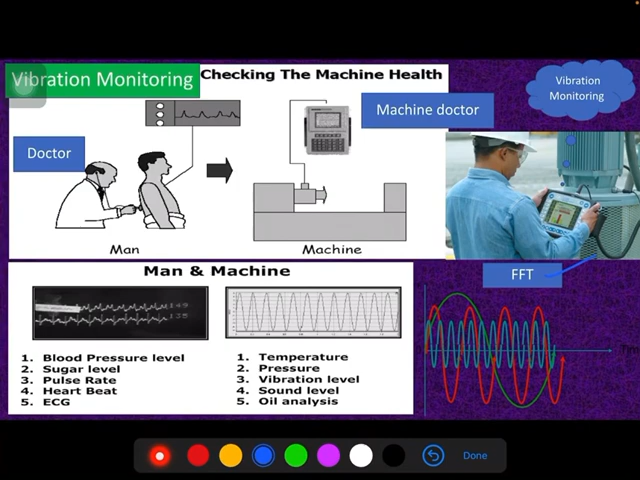 Vibration Monitoring
Checking The Machine Health
Vibration
Monitoring
Machine doctor
Doctor
Man
Machine
FFT
Man & Machine
149
135
1. Blood Pressure level
2. Sugar level
3. Pulse Rate
4. Heart Beat
5. ECG
1. Temperature
2. Pressure
3. Vibration level
4. Sound level
5. Oil analysis
Done